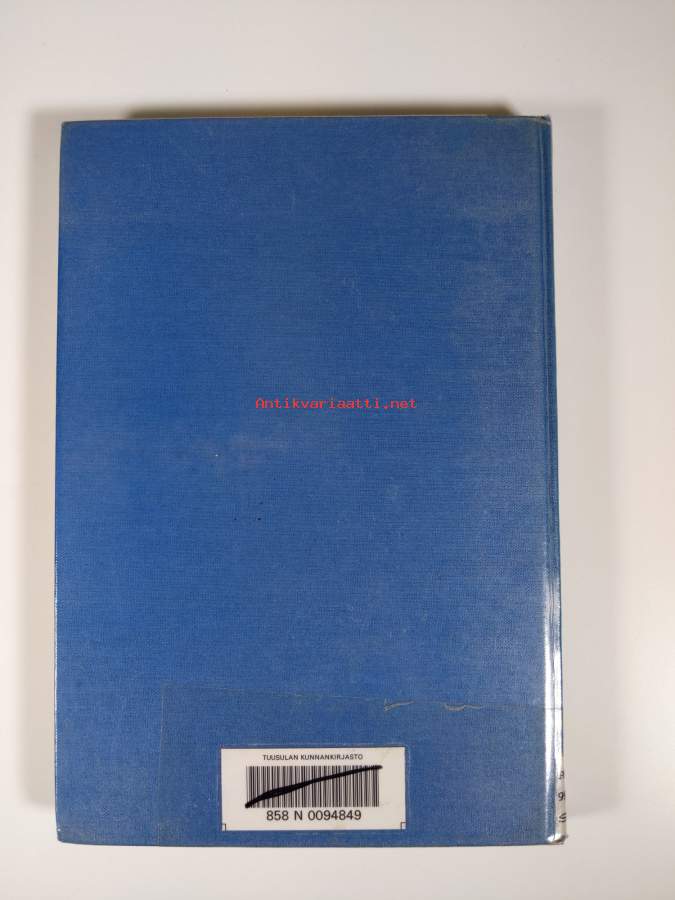 Antikvariaatti.net
TUUSULAN KUNNANKIRJASTO
858 N 0094849